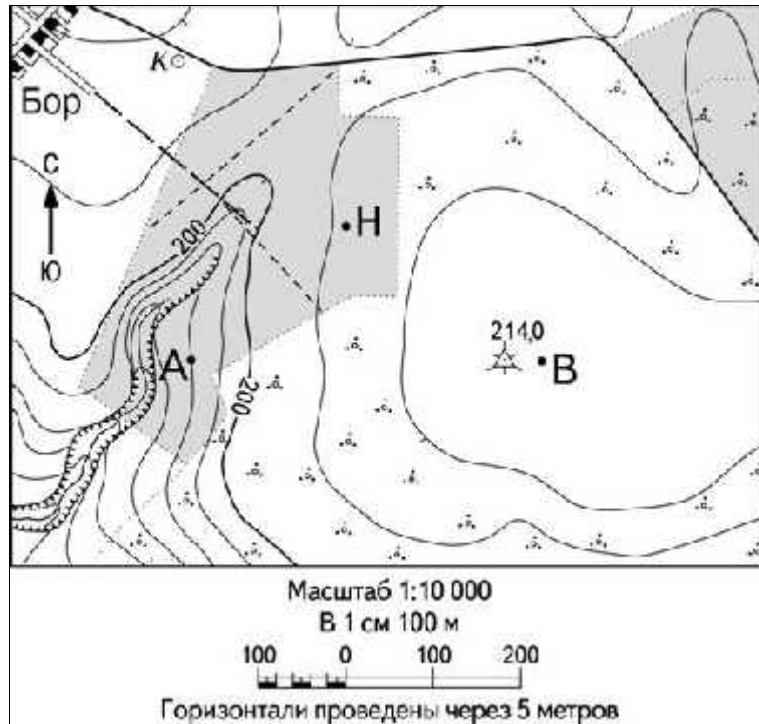 К
Бор
С
Ю
200
Н
214,0
А
В
200
Масштаб 1:10 000
В 1 см 100 м
100 0 100 200
Горизонтали проведены через 5 метров